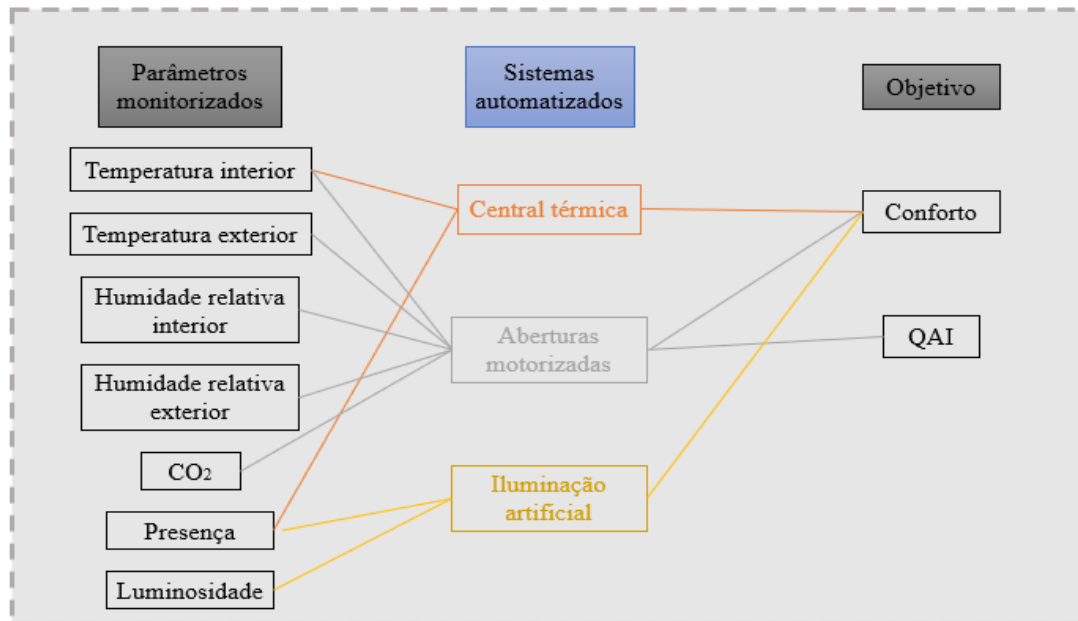 Parâmetros
monitorizados
Sistemas
automatizados
Objetivo
Temperatura interior
Temperatura exterior
Humidade relativa
interior
Humidade relativa
exterior
CO₂
Presença
Luminosidade
Central térmica
Aberturas
motorizadas
Iluminação
artificial
Conforto
QAI